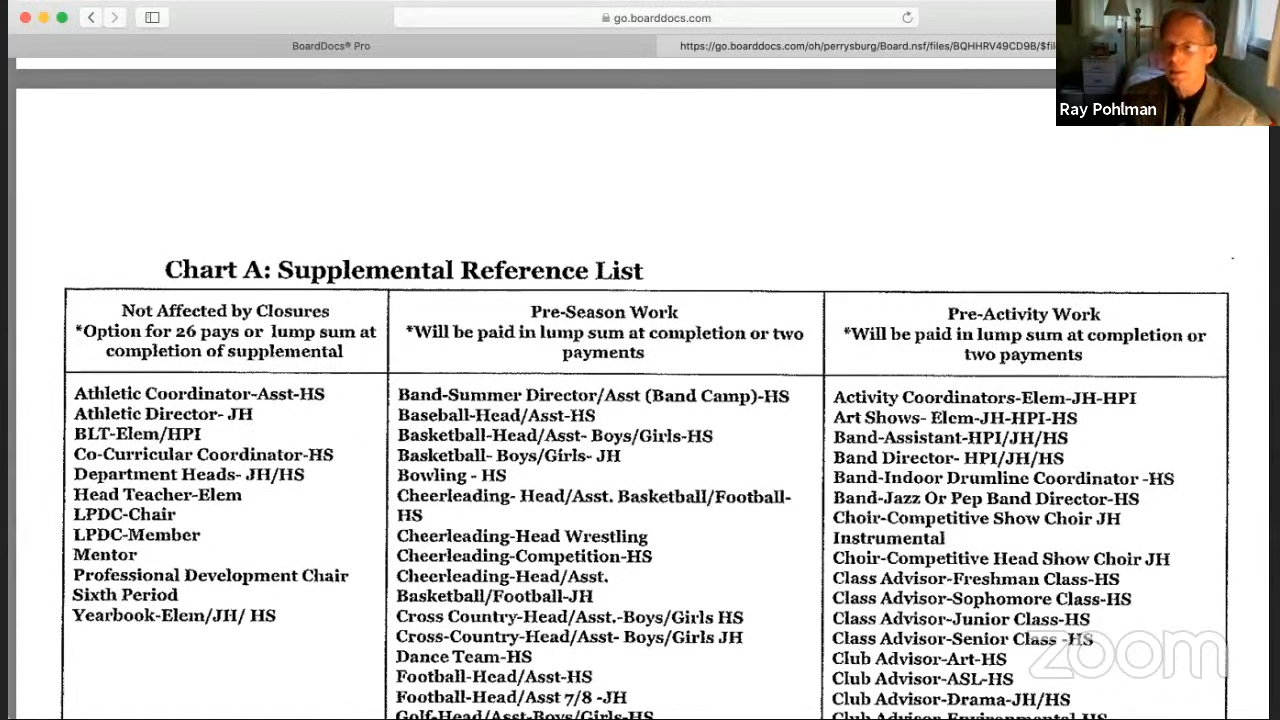 go.boarddocs.com
BoardDocs® Pro
https://go.boarddocs.com/oh/perrysburg/Board.nsf/files/BQHHRV49CD9B/$fil
Ray Pohlman
Chart A: Supplemental Reference List
Not Affected by Closures
*Option for 26 pays or lump sum at
completion of supplemental
Pre-Season Work
*Will be paid in lump sum at completion or two
payments
Pre-Activity Work
*Will be paid in lump sum at completion or
two payments
Athletic Coordinator-Asst-HS
Athletic Director- JH
BLT-Elem/HPI
Co-Curricular Coordinator-HS
Department Heads- JH/HS
Head Teacher-Elem
LPDC-Chair
LPDC-Member
Mentor
Professional Development Chair
Sixth Period
Yearbook-Elem/JH/ HS
Band-Summer Director/Asst (Band Camp)-HS
Baseball-Head/Asst-HS
Basketball-Head/Asst- Boys/Girls-HS
Basketball- Boys/Girls- JH
Bowling - HS
Cheerleading- Head/Asst. Basketball/Football-
HS
Cheerleading-Head Wrestling
Cheerleading-Competition-HS
Cheerleading-Head/Asst.
Basketball/Football-JH
Cross Country-Head/Asst.-Boys/Girls HS
Cross-Country-Head/Asst- Boys/Girls JH
Dance Team-HS
Football-Head/Asst-HS
Football-Head/Asst 7/8 -JH
Golf-Head/Asst-Boys/Girls-HS
Activity Coordinators-Elem-JH-HPI
Art Shows- Elem-JH-HPI-HS
Band-Assistant-HPI/JH/HS
Band Director- HPI/JH/HS
Band-Indoor Drumline Coordinator -HS
Band-Jazz Or Pep Band Director-HS
Choir-Competitive Show Choir JH
Instrumental
Choir-Competitive Head Show Choir JH
Class Advisor-Freshman Class-HS
Class Advisor-Sophomore Class-HS
Class Advisor-Junior Class-HS
Class Advisor-Senior Class -HS
Club Advisor-Art-HS
Club Advisor-ASL-HS
Club Advisor-Drama-JH/HS
Club Advisor-Environmental-HS
zoom